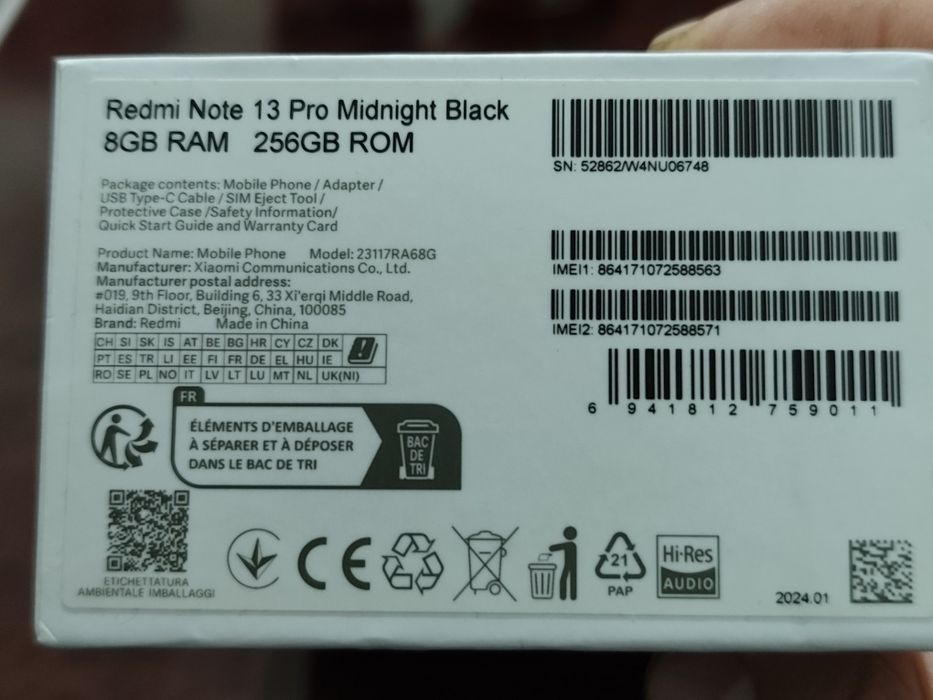 Redmi Note 13 Pro Midnight Black
8GB RAM 256GB ROM
Package contents: Mobile Phone / Adapter /
USB Type-C Cable / SIM Eject Tool /
Protective Case /Safety Information/
Quick Start Guide and Warranty Card
Product Name: Mobile Phone Model: 23117RA68G
Manufacturer: Xiaomi Communications Co., Ltd.
Manufacturer postal address:
#019, 9th Floor, Building 6, 33 Xi'erqi Middle Road,
Haidian District, Beijing, China, 100085
Brand: Redmi Made in China
CH SI SK IS AT BE BG HR CY CZ DK
PT ES TR LI EE FI FR DE EL HU IE
RO SE PL NO IT LV LT LU MT NL UK(NI)
FR
ÉLÉMENTS D'EMBALLAGE
À SÉPARER ET À DÉPOSER
DANS LE BAC DE TRI
BAC
DE
TRI
ETICHETTATURA
AMBIENTALE IMBALLAGGI
SN: 52862/W4NU06748
IMEI1: 864171072588563
IMEI2: 864171072588571
6 941812 759011
CE
21
PAP
Hi-Res
AUDIO
2024.01